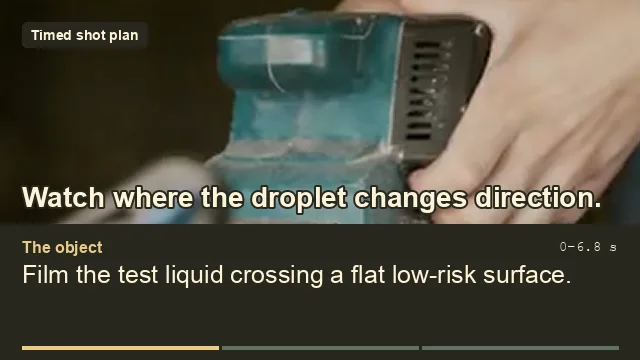 Timed shot plan
Watch where the droplet changes direction.
The object
0–6.8 s
Film the test liquid crossing a flat low-risk surface.